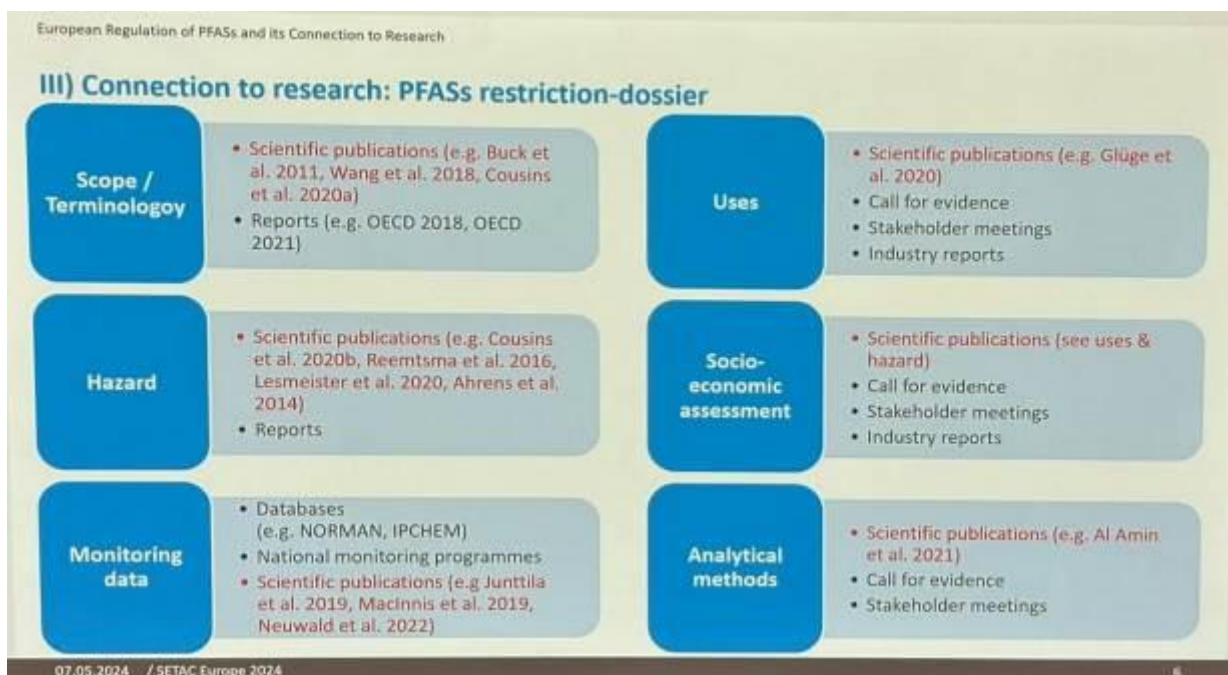 European Regulation of PFASs and its Connection to Research
III) Connection to research: PFASs restriction-dossier
Scope /
Terminologoy
• Scientific publications (e.g. Buck et
al. 2011, Wang et al. 2018, Cousins
et al. 2020a)
• Reports (e.g. OECD 2018, OECD
2021)
Uses
• Scientific publications (e.g. Glüge et
al. 2020)
• Call for evidence
• Stakeholder meetings
• Industry reports
Hazard
• Scientific publications (e.g. Cousins
et al. 2020b, Reemtsma et al. 2016,
Lesmeister et al. 2020, Ahrens et al.
2014)
• Reports
Socio-
economic
assessment
• Scientific publications (see uses &
hazard)
• Call for evidence
• Stakeholder meetings
• Industry reports
Monitoring
data
• Databases
(e.g. NORMAN, IPCHEM)
• National monitoring programmes
• Scientific publications (e.g Junttila
et al. 2019, MacInnis et al. 2019,
Neuwald et al. 2022)
Analytical
methods
• Scientific publications (e.g. Al Amin
et al. 2021)
• Call for evidence
• Stakeholder meetings
07.05.2024 / SETAC Europe 2024
6